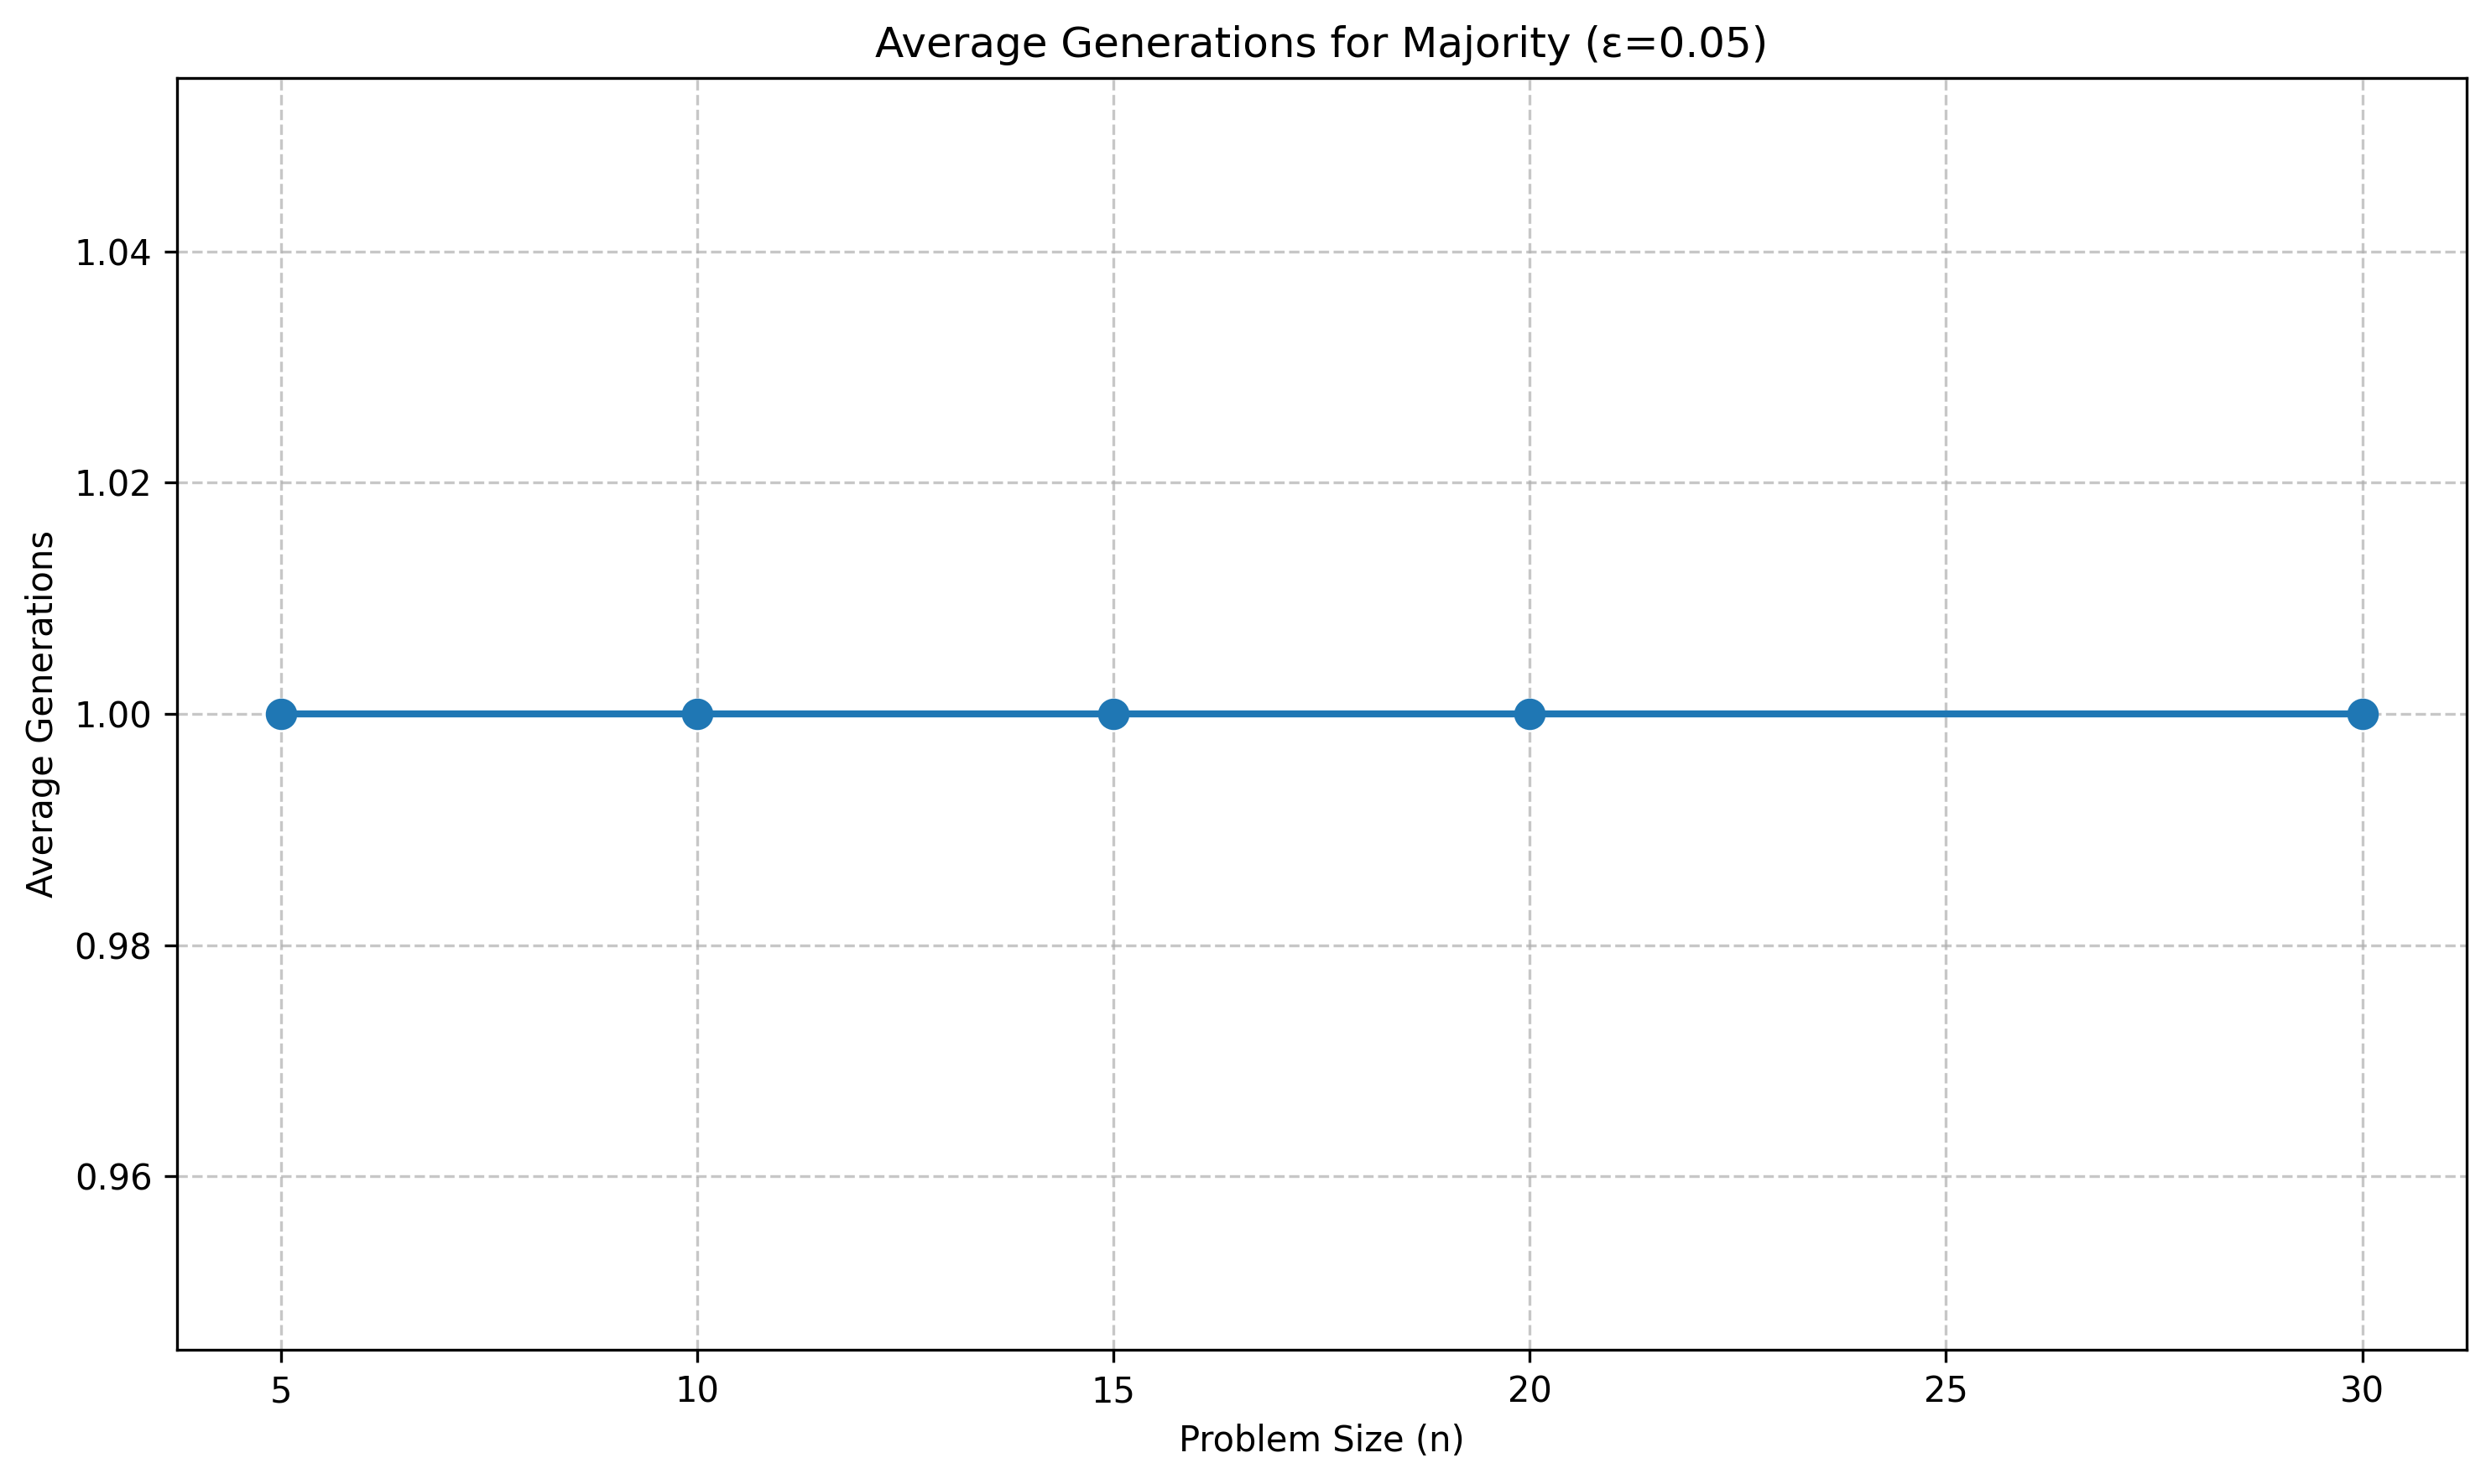 Average Generations for Majority (ε=0.05)
Average Generations
1.04
1.02
1.00
0.98
0.96
5 10 15 20 25 30
Problem Size (n)